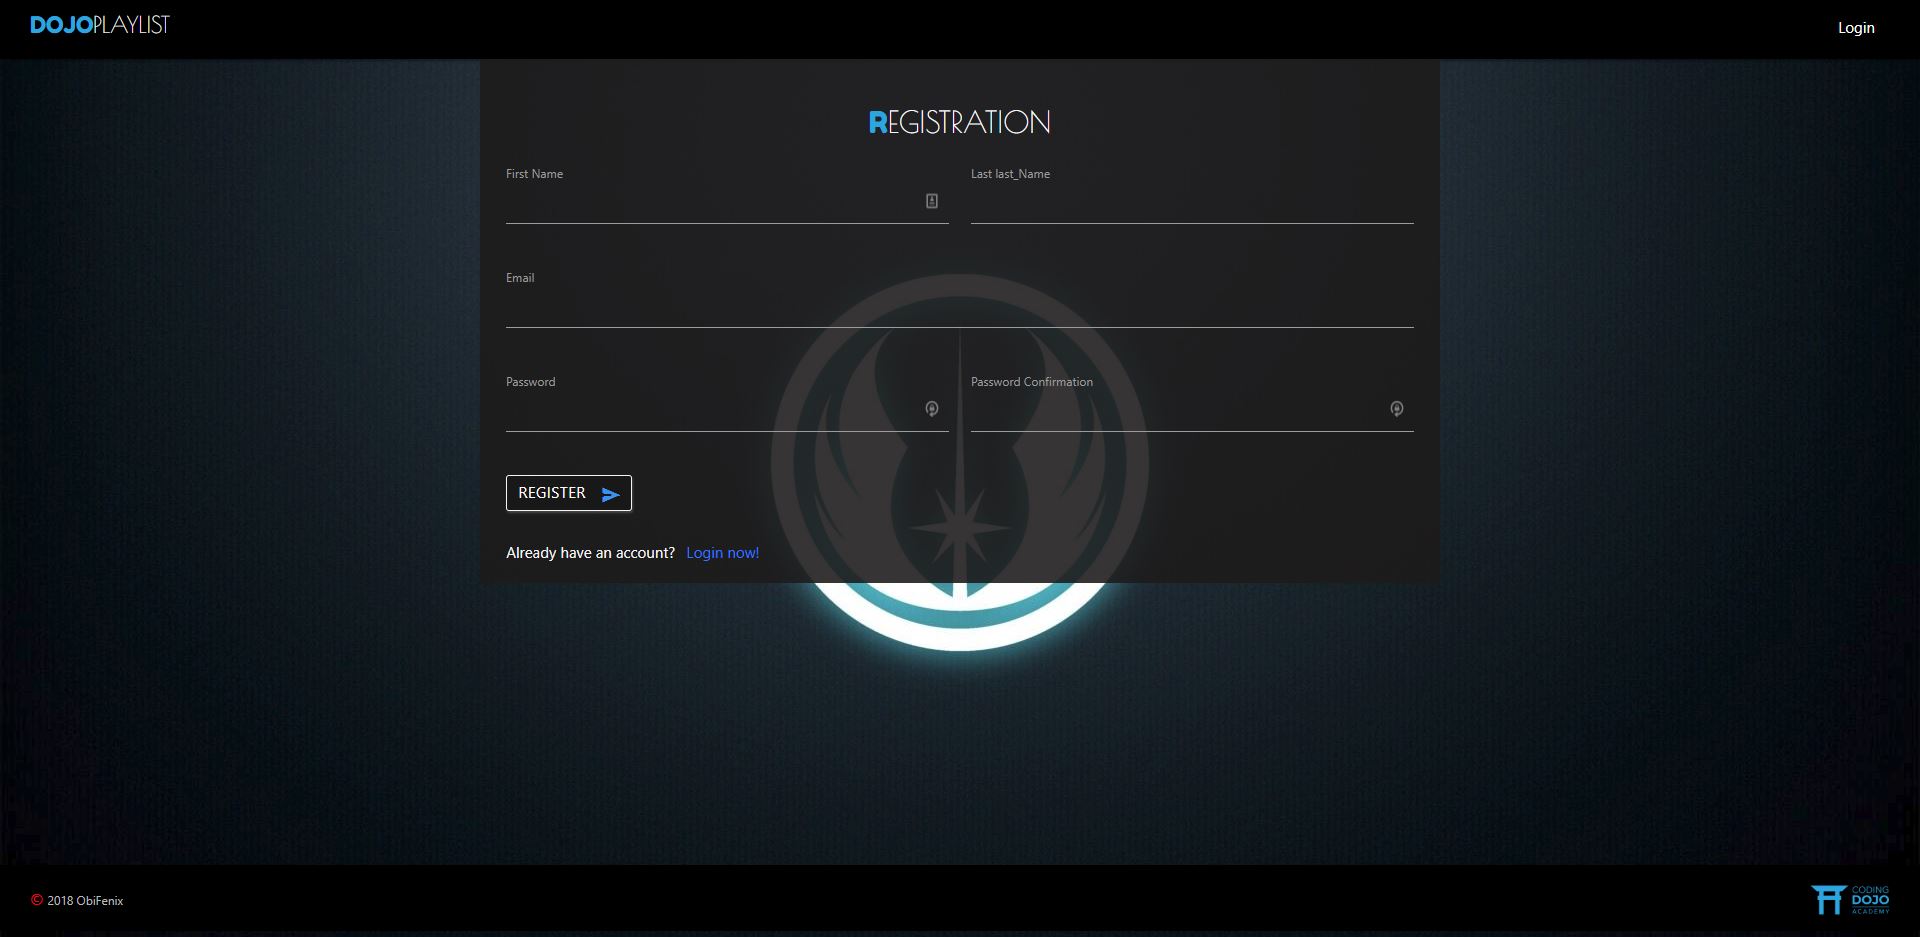 DOJOPLAYLIST
Login
REGISTRATION
First Name
Last last_Name
Email
Password
Password Confirmation
REGISTER
Already have an account? Login now!
© 2018 ObiFenix
CODING
DOJO
ACADEMY